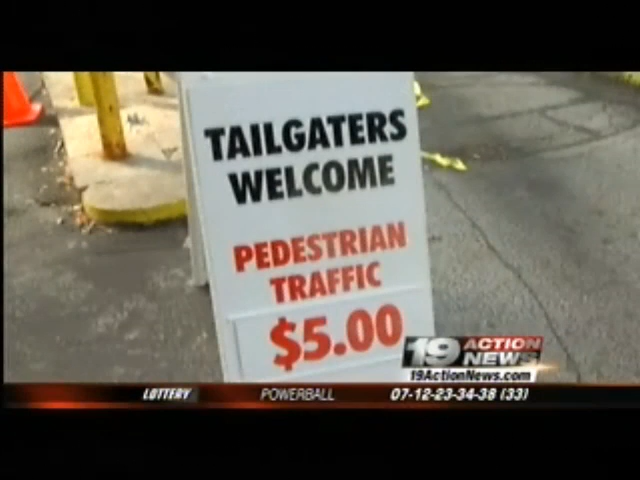 TAILGATERS
WELCOME
PEDESTRIAN
TRAFFIC
$5.00
19 ACTION NEWS
19ActionNews.com
LOTTERY POWERBALL 07-12-23-34-38 (33)